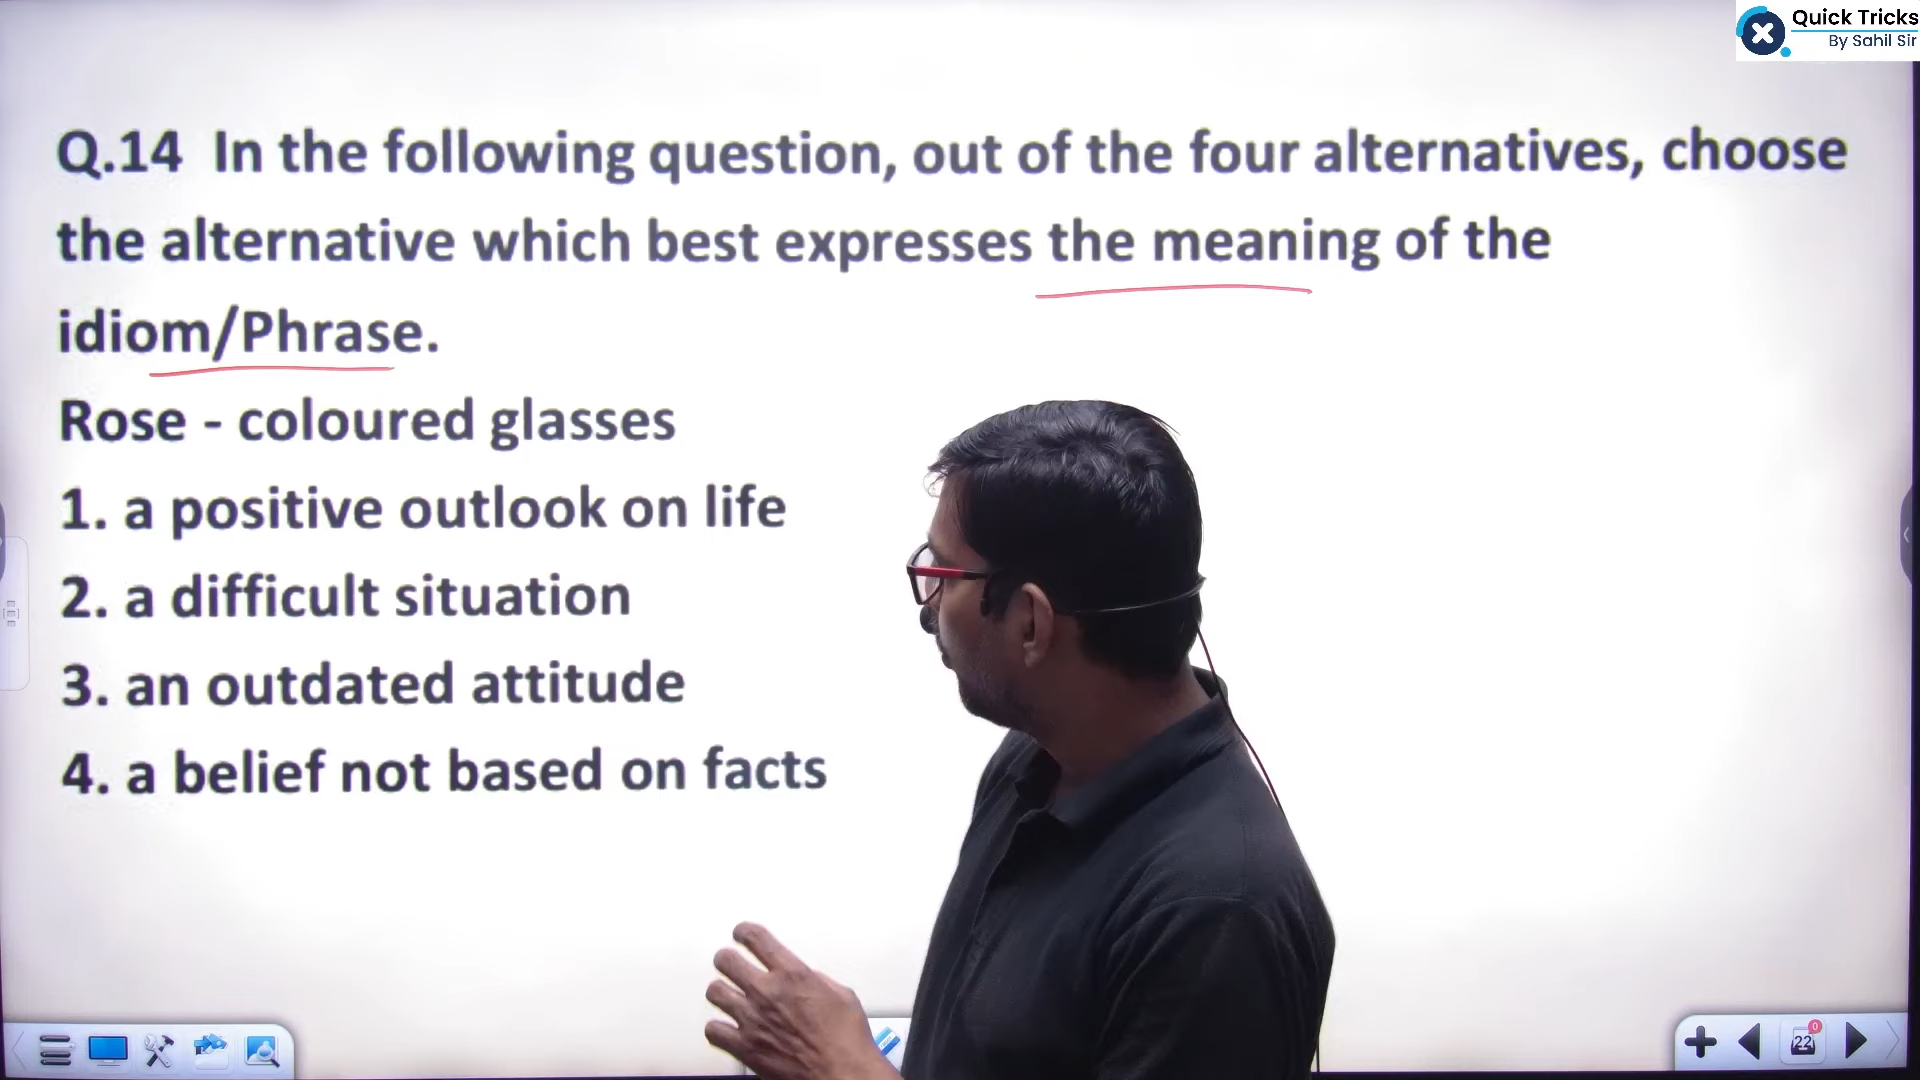 Quick Tricks
By Sahil Sir
Q.14 In the following question, out of the four alternatives, choose
the alternative which best expresses the meaning of the
idiom/Phrase.
Rose - coloured glasses
1. a positive outlook on life
2. a difficult situation
3. an outdated attitude
4. a belief not based on facts
0
22